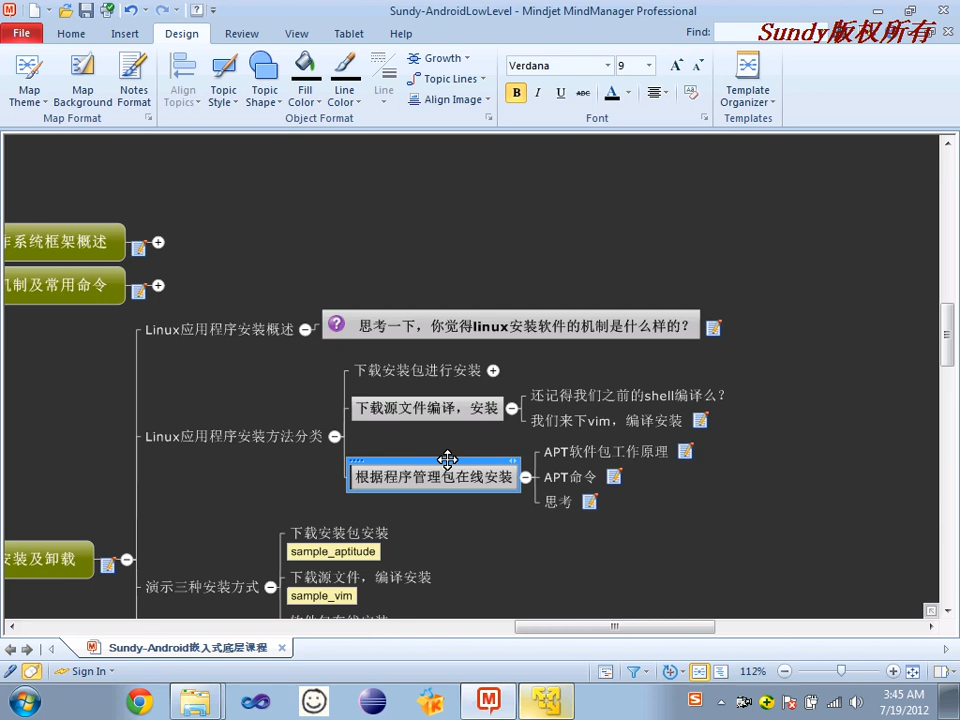 Sundy-AndroidLowLevel - Mindjet MindManager Professional
File Home Insert Design Review View Tablet Help Find:
Sundy版权所有
Map Theme
Map Background
Notes Format
Align Topics
Topic Style
Topic Shape
Fill Color
Line Color
Line
Growth
Topic Lines
Align Image
Verdana 9
B I U ABC A
Template Organizer
Map Format Object Format Font Templates
作系统框架概述
机制及常用命令
Linux应用程序安装概述
思考一下，你觉得linux安装软件的机制是什么样的？
下载安装包进行安装
还记得我们之前的shell编译么？
下载源文件编译，安装
我们来下vim，编译安装
Linux应用程序安装方法分类
APT软件包工作原理
根据程序管理包在线安装
APT命令
思考
下载安装包安装
sample_aptitude
安装及卸载
下载源文件，编译安装
演示三种安装方式
sample_vim
软件包在线安装
Sundy-Android嵌入式底层课程
Sign In 112%
3:45 AM
7/19/2012